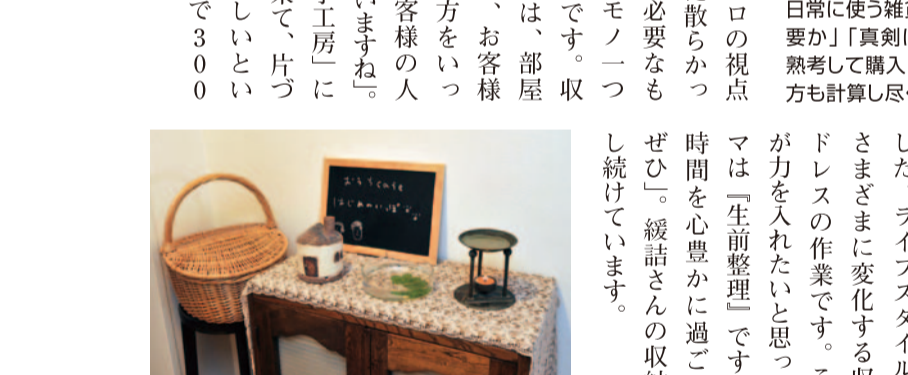 日常に使う雑
要か」「真剣に
熟考して購入
方も計算し尽
ロの視点
散らかっ
必要なも
モノ一つ
です。収
は、部屋
、お客様
方をいっ
客様の人
いますね」。
工房」に
て、片づ
しいとい
で300
した。ライフスタイル
さまざまに変化する収
ドレスの作業です。こ
が力を入れたいと思っ
マは『生前整理』です
時間を心豊かに過ご
ぜひ」。緩詰さんの収納
し続けています。
おうち
はじめのいっぽ